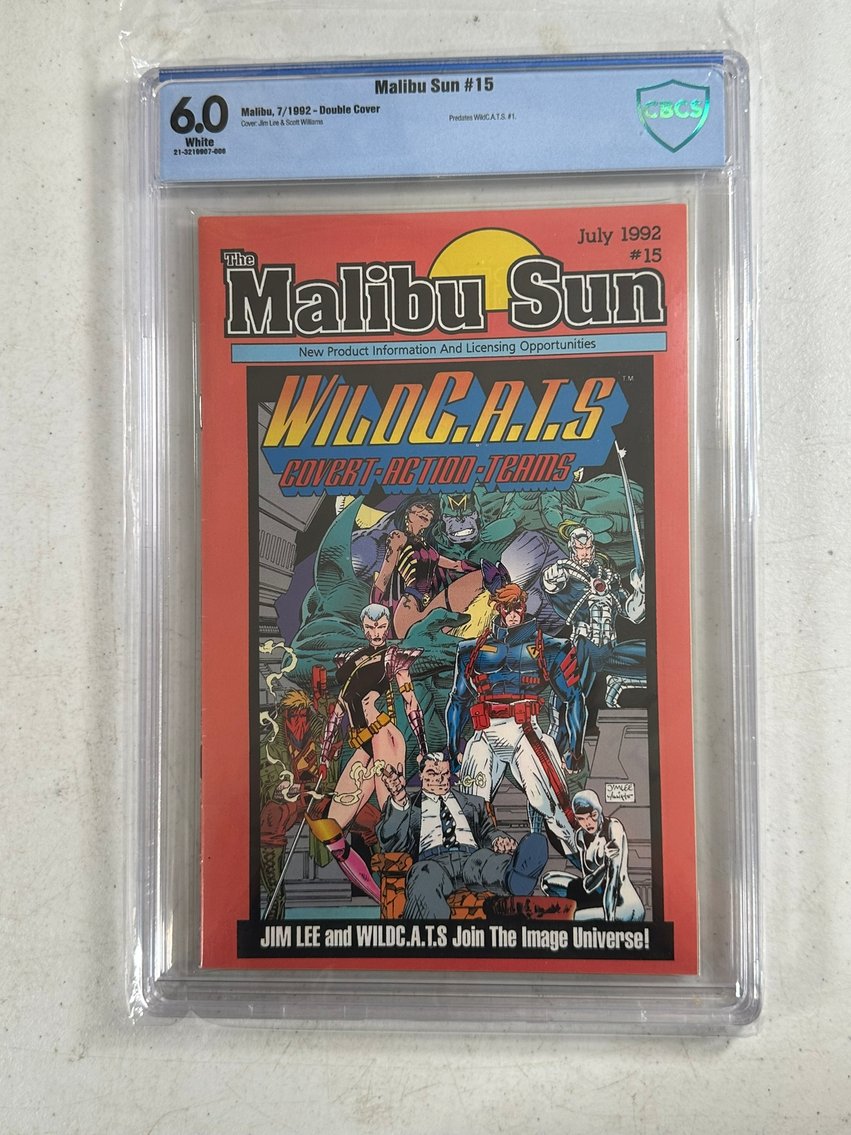 Malibu Sun #15
6.0
White
21-3219907-006
Malibu, 7/1992 - Double Cover
Cover: Jim Lee & Scott Williams
Predates WildC.A.T.S. #1.
CBCS
July 1992
#15
The
Malibu Sun
New Product Information And Licensing Opportunities
WILDC.A.T.S
TM
COVERT-ACTION-TEAMS
M
JIMLEE
JIM LEE and WILDC.A.T.S Join The Image Universe!